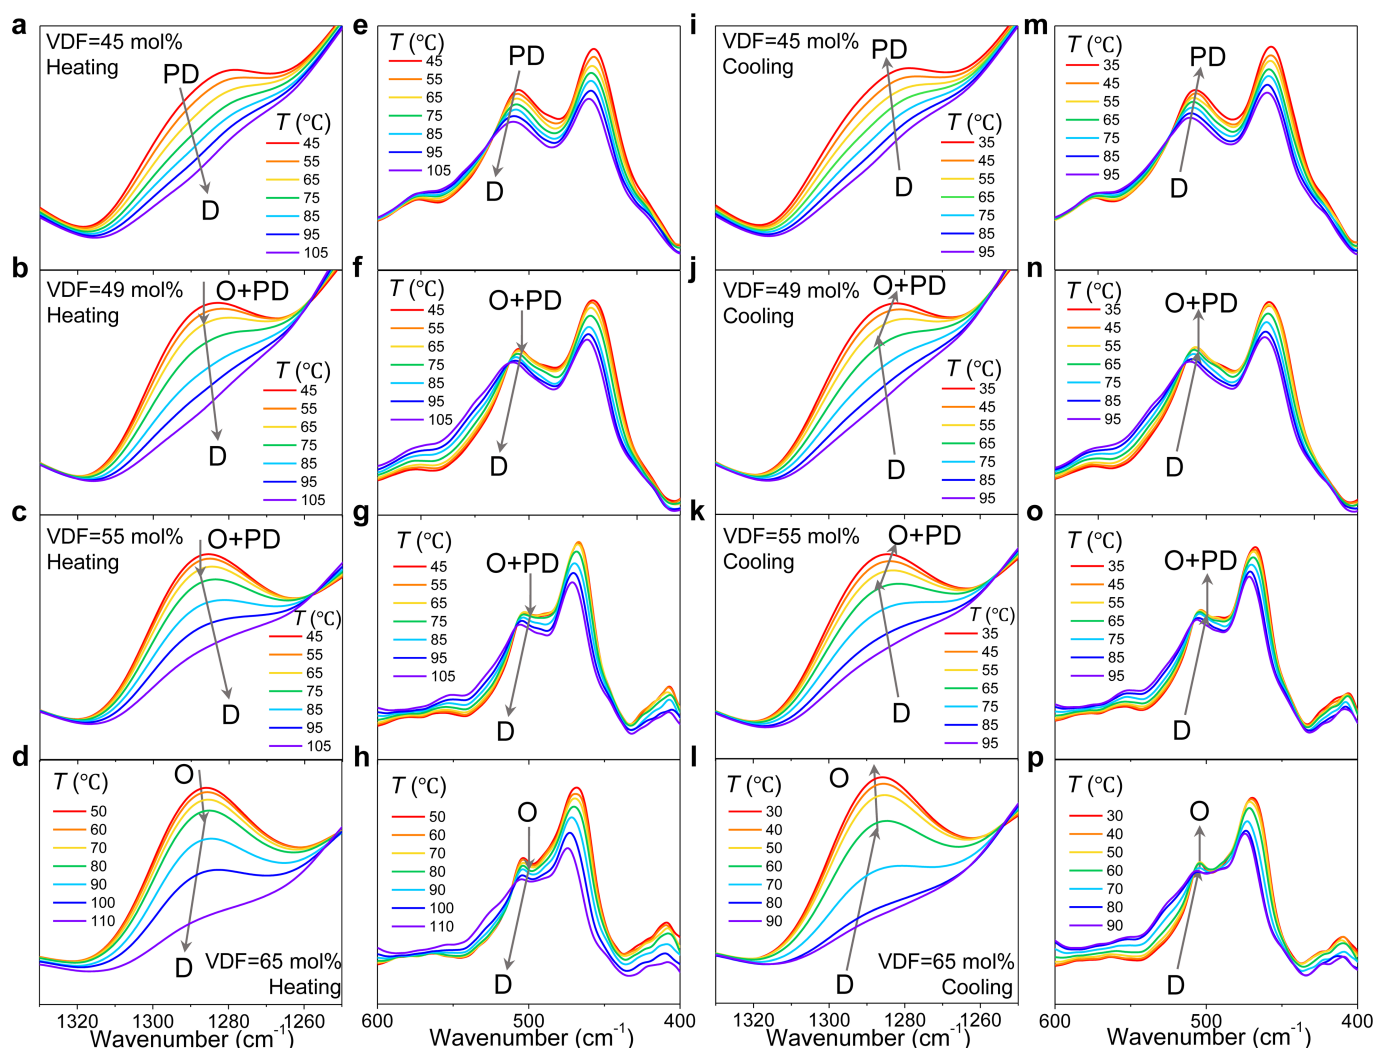 a
VDF=45 mol%
Heating
PD
D
T (°C)
45
55
65
75
85
95
105
e
T (°C)
45
55
65
75
85
95
105
PD
D
i
VDF=45 mol%
Cooling
PD
D
T (°C)
35
45
55
65
75
85
95
m
T (°C)
35
45
55
65
75
85
95
PD
D
b
VDF=49 mol%
Heating
O+PD
D
T (°C)
45
55
65
75
85
95
105
f
T (°C)
45
55
65
75
85
95
105
O+PD
D
j
VDF=49 mol%
Cooling
O+PD
D
T (°C)
35
45
55
65
75
85
95
n
T (°C)
35
45
55
65
75
85
95
O+PD
D
c
VDF=55 mol%
Heating
O+PD
D
T (°C)
45
55
65
75
85
95
105
g
T (°C)
45
55
65
75
85
95
105
O+PD
D
k
VDF=55 mol%
Cooling
O+PD
D
T (°C)
35
45
55
65
75
85
95
o
T (°C)
35
45
55
65
75
85
95
O+PD
D
d
T (°C)
50
60
70
80
90
100
110
O
D
VDF=65 mol%
Heating
1320 1300 1280 1260
Wavenumber (cm⁻¹)
h
T (°C)
50
60
70
80
90
100
110
O
D
600 500 400
Wavenumber (cm⁻¹)
l
T (°C)
30
40
50
60
70
80
90
O
D
VDF=65 mol%
Cooling
1320 1300 1280 1260
Wavenumber (cm⁻¹)
p
T (°C)
30
40
50
60
70
80
90
O
D
600 500 400
Wavenumber (cm⁻¹)